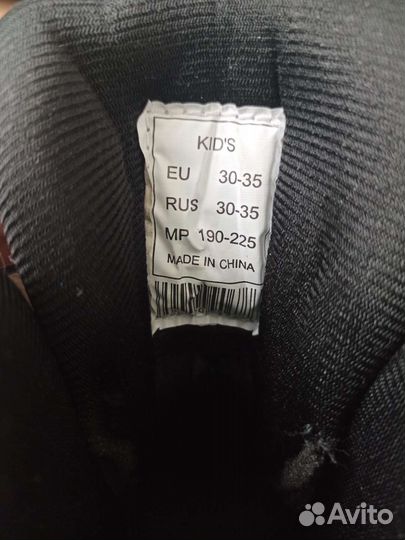 KID'S
EU 30-35
RUS 30-35
MP 190-225
MADE IN CHINA
Avito